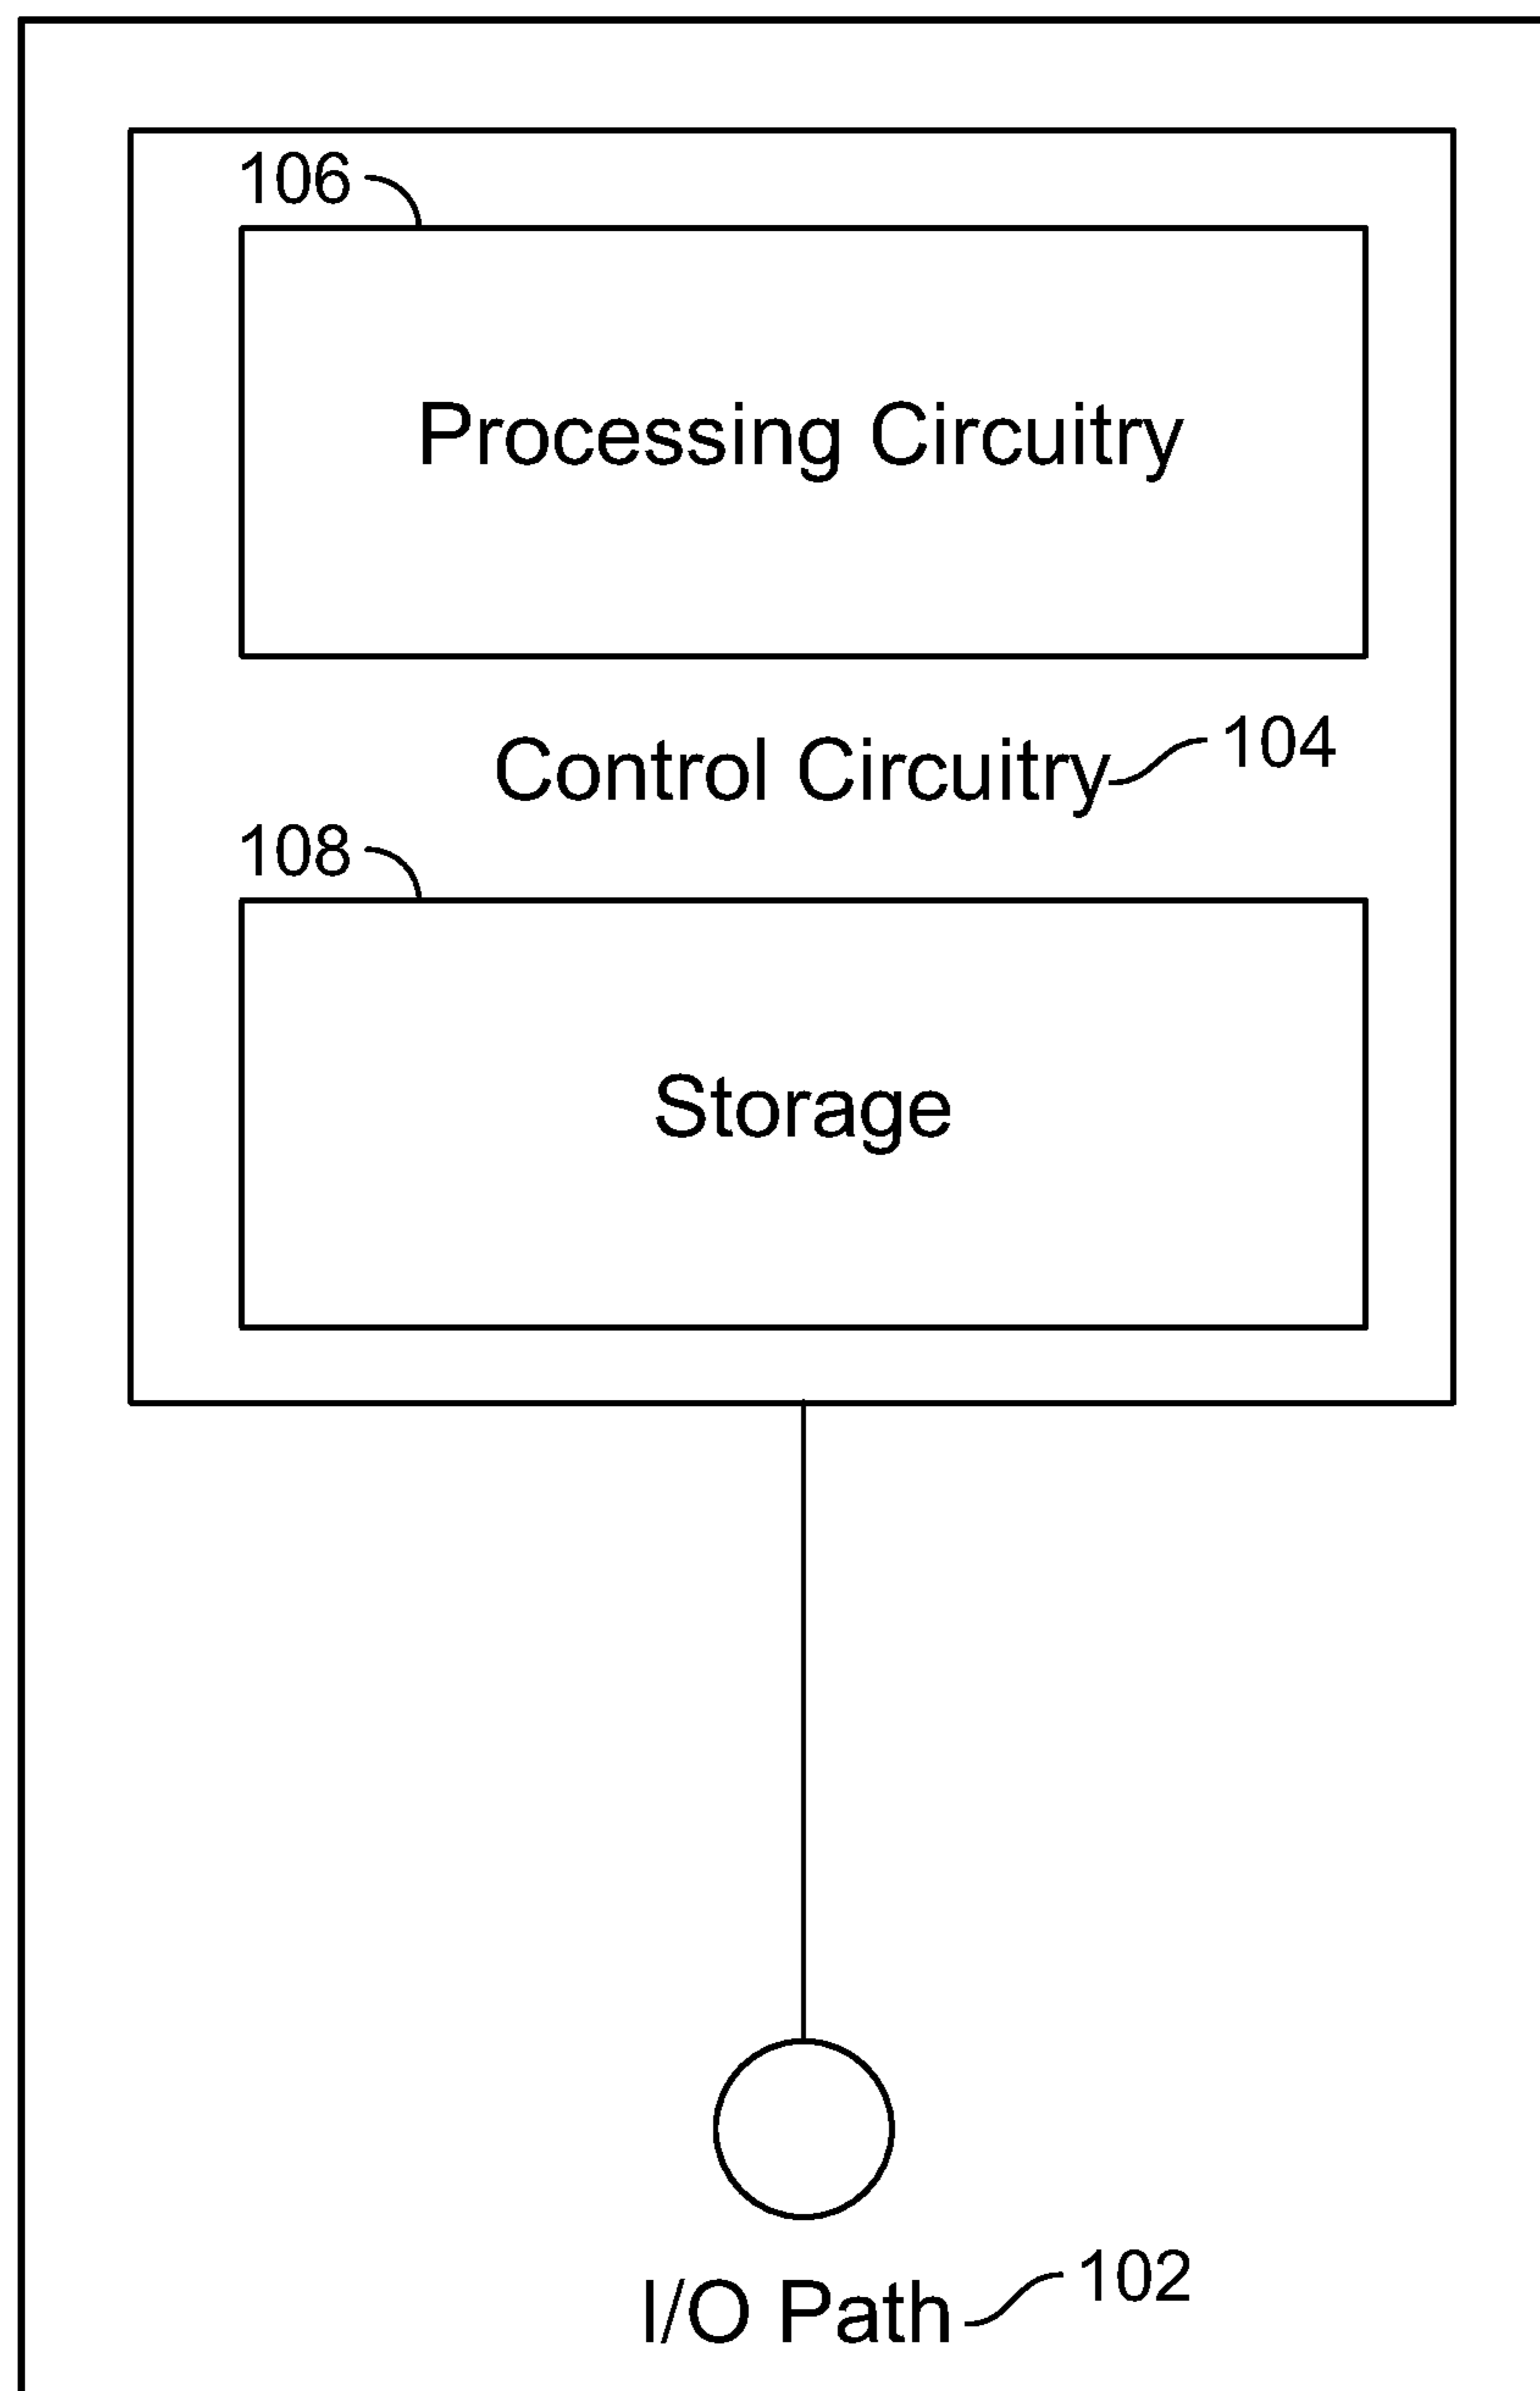 106
Processing Circuitry
Control Circuitry 104
108
Storage
I/O Path 102